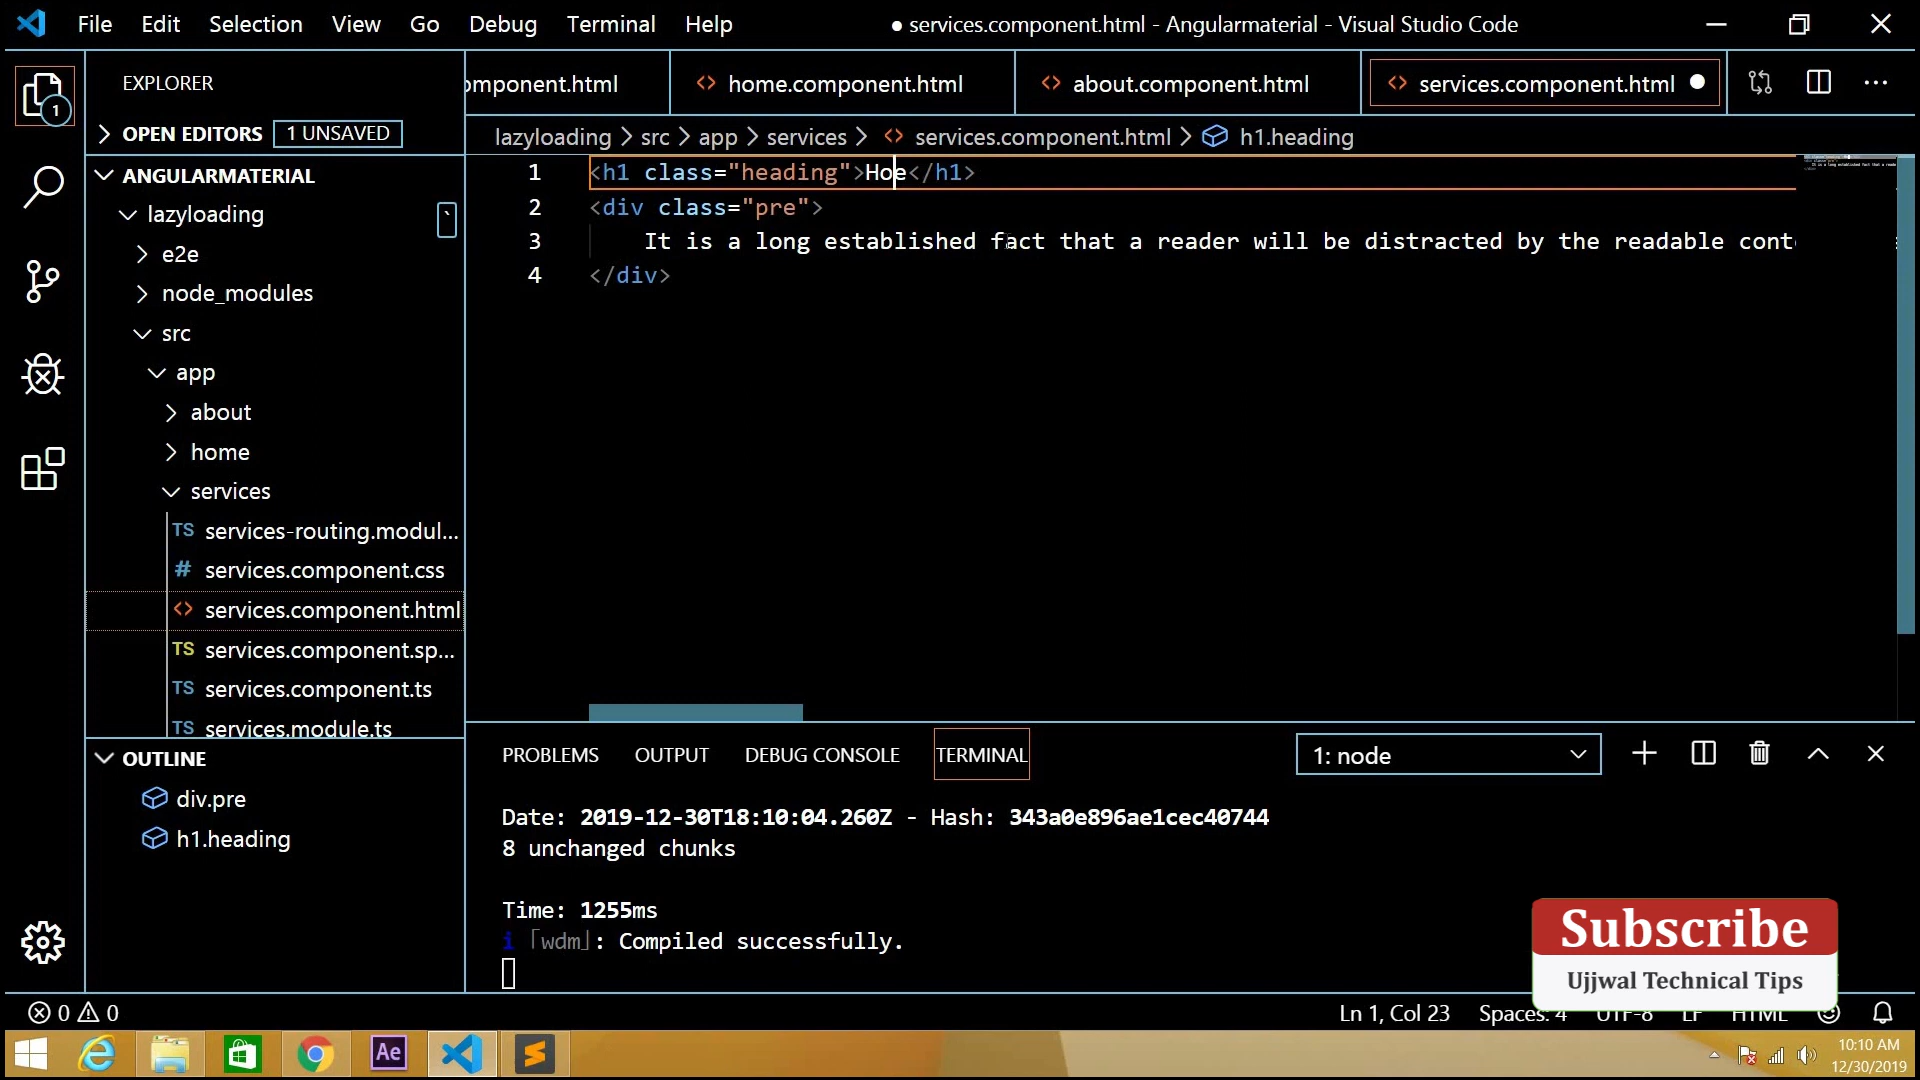 File Edit Selection View Go Debug Terminal Help ● services.component.html - Angularmaterial - Visual Studio Code
EXPLORER
omponent.html home.component.html about.component.html services.component.html
OPEN EDITORS 1 UNSAVED
lazyloading > src > app > services > services.component.html > h1.heading
ANGULARMATERIAL
lazyloading
e2e
node_modules
src
app
about
home
services
TS services-routing.modul...
# services.component.css
<> services.component.html
TS services.component.sp...
TS services.component.ts
TS services.module.ts
OUTLINE
div.pre
h1.heading
1 <h1 class="heading">Hoe</h1>
2 <div class="pre">
3 It is a long established fact that a reader will be distracted by the readable cont
4 </div>
PROBLEMS OUTPUT DEBUG CONSOLE TERMINAL 1: node
Date: 2019-12-30T18:10:04.260Z - Hash: 343a0e896ae1cec40744
8 unchanged chunks
Time: 1255ms
i ｢wdm｣: Compiled successfully.
Subscribe
Ujjwal Technical Tips
0 0 Ln 1, Col 23 Spaces: 4 UTF-8 LF HTML
Ae
10:10 AM
12/30/2019